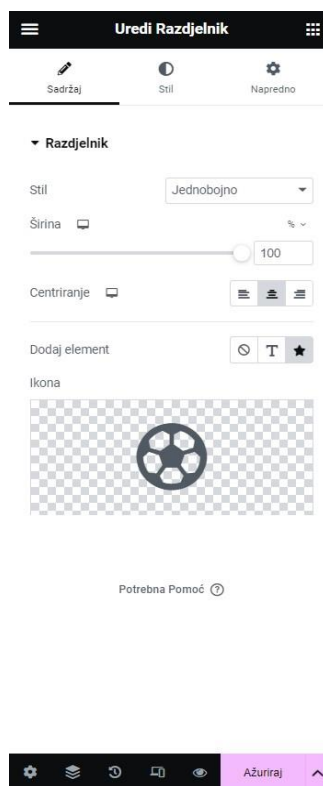 Uredi Razdjelnik
Sadržaj Stil Napredno
Razdjelnik
Stil Jednobojno
Širina %
100
Centriranje
Dodaj element T
Ikona
Potrebna Pomoć ?
Ažuriraj